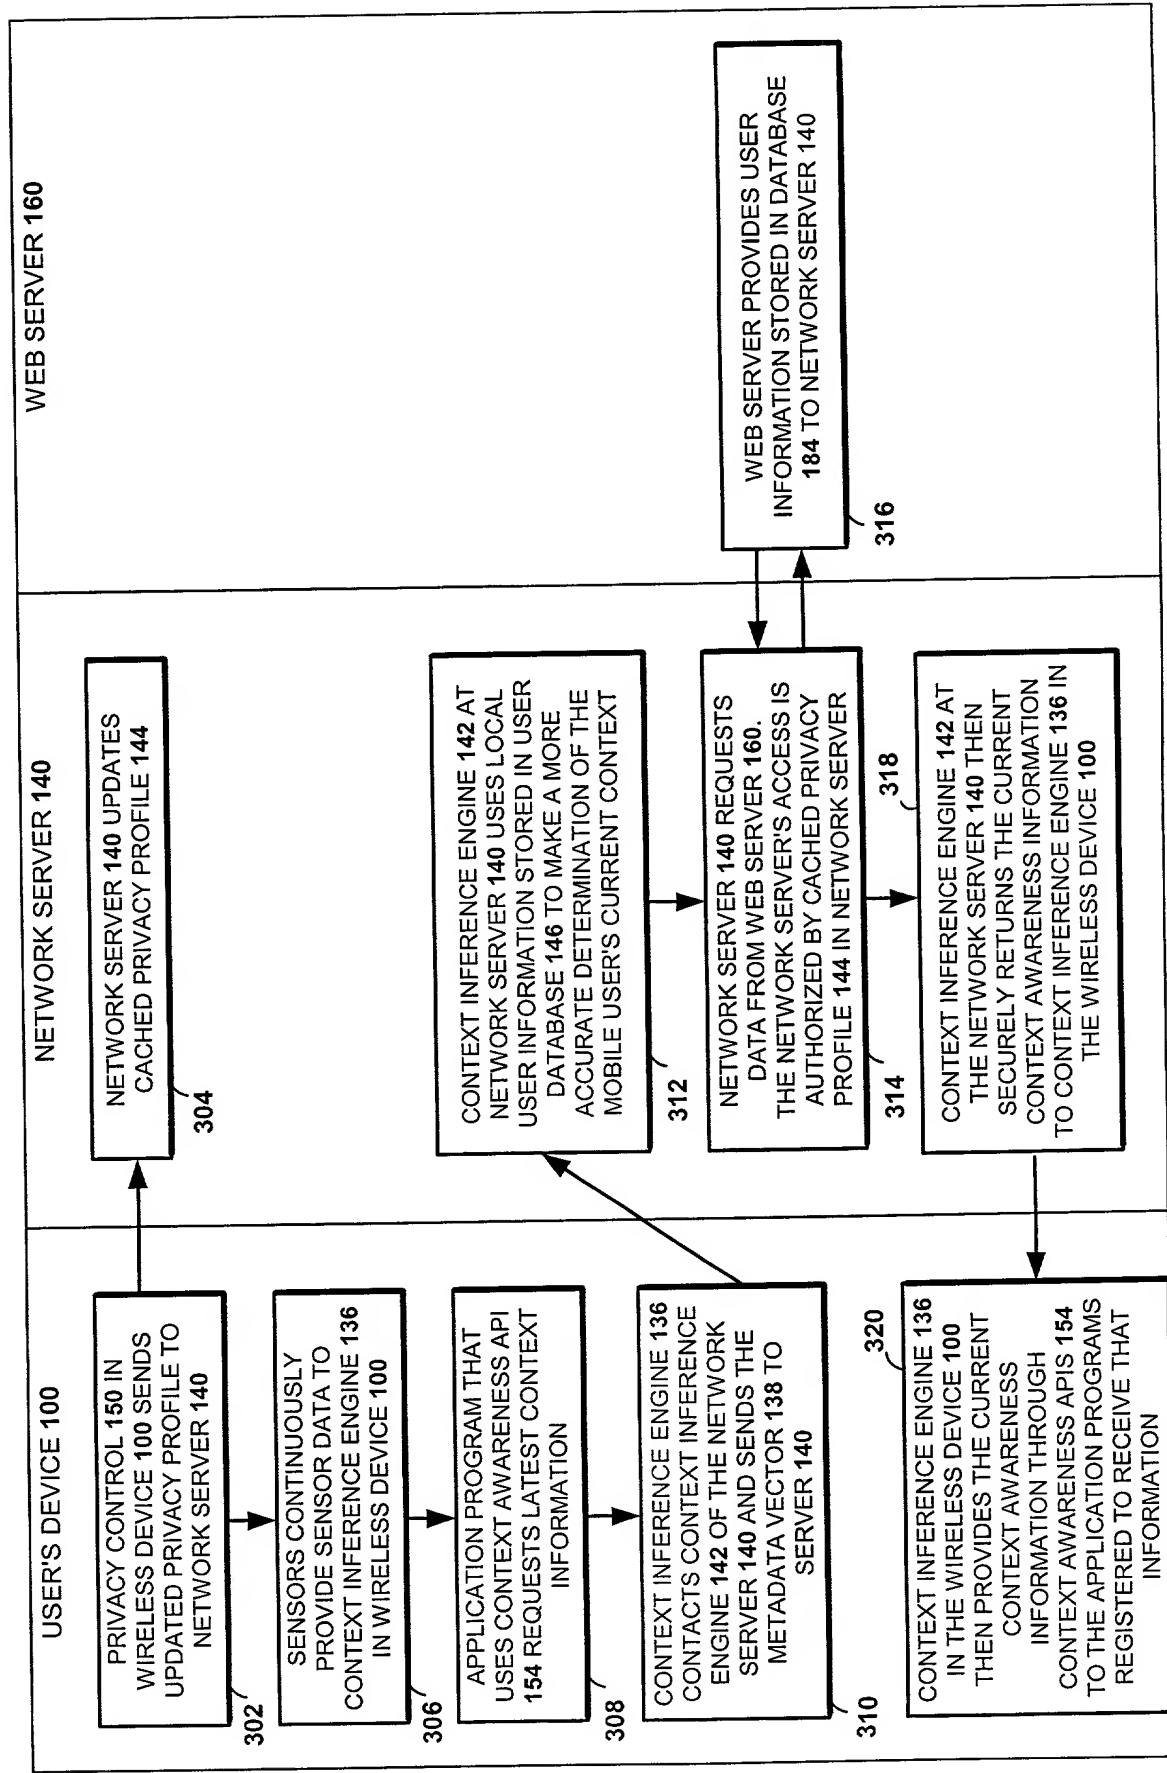 USER'S DEVICE 100
NETWORK SERVER 140
WEB SERVER 160
PRIVACY CONTROL 150 IN
WIRELESS DEVICE 100 SENDS
UPDATED PRIVACY PROFILE TO
NETWORK SERVER 140
302
NETWORK SERVER 140 UPDATES
CACHED PRIVACY PROFILE 144
304
SENSORS CONTINUOUSLY
PROVIDE SENSOR DATA TO
CONTEXT INFERENCE ENGINE 136
IN WIRELESS DEVICE 100
306
APPLICATION PROGRAM THAT
USES CONTEXT AWARENESS API
154 REQUESTS LATEST CONTEXT
INFORMATION
308
CONTEXT INFERENCE ENGINE 136
CONTACTS CONTEXT INFERENCE
ENGINE 142 OF THE NETWORK
SERVER 140 AND SENDS THE
METADATA VECTOR 138 TO
SERVER 140
310
CONTEXT INFERENCE ENGINE 142 AT
NETWORK SERVER 140 USES LOCAL
USER INFORMATION STORED IN USER
DATABASE 146 TO MAKE A MORE
ACCURATE DETERMINATION OF THE
MOBILE USER'S CURRENT CONTEXT
312
NETWORK SERVER 140 REQUESTS
DATA FROM WEB SERVER 160.
THE NETWORK SERVER'S ACCESS IS
AUTHORIZED BY CACHED PRIVACY
PROFILE 144 IN NETWORK SERVER
314
WEB SERVER PROVIDES USER
INFORMATION STORED IN DATABASE
184 TO NETWORK SERVER 140
316
318
CONTEXT INFERENCE ENGINE 142 AT
THE NETWORK SERVER 140 THEN
SECURELY RETURNS THE CURRENT
CONTEXT AWARENESS INFORMATION
TO CONTEXT INFERENCE ENGINE 136 IN
THE WIRELESS DEVICE 100
320
CONTEXT INFERENCE ENGINE 136
IN THE WIRELESS DEVICE 100
THEN PROVIDES THE CURRENT
CONTEXT AWARENESS
INFORMATION THROUGH
CONTEXT AWARENESS APIS 154
TO THE APPLICATION PROGRAMS
REGISTERED TO RECEIVE THAT
INFORMATION